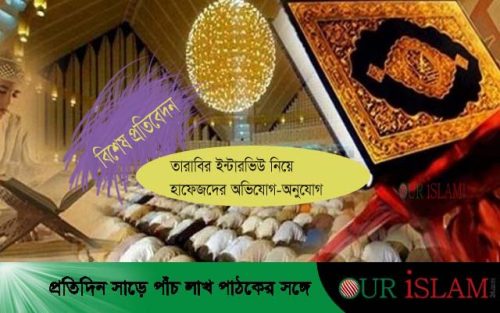 বিশেষ প্রতিবেদন
তারাবির ইন্টারভিউ নিয়ে
হাফেজদের অভিযোগ-অনুযোগ
OUR iSLAM
প্রতিদিন সাড়ে পাঁচ লাখ পাঠকের সঙ্গে
OUR iSLAM